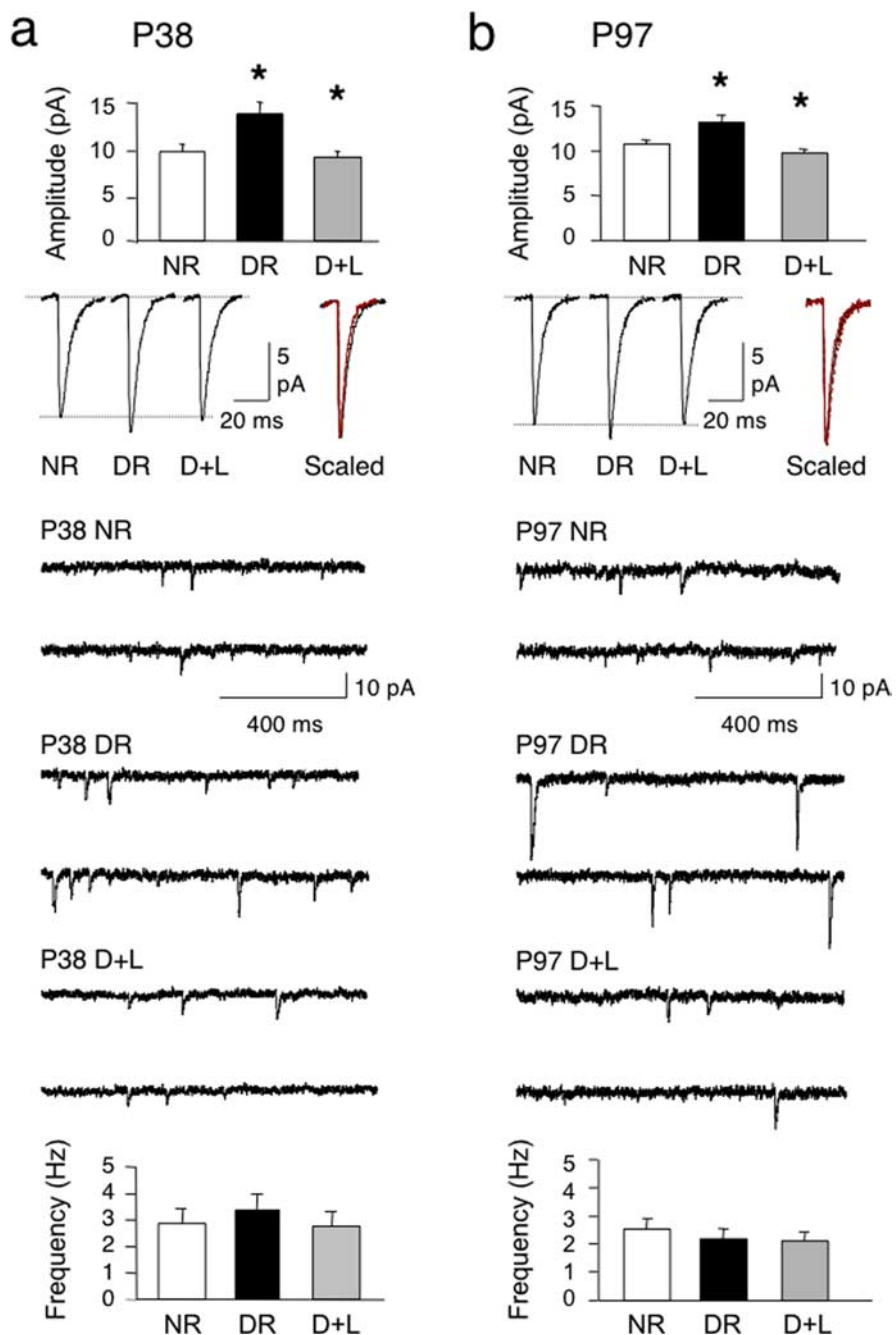 a P38
Amplitude (pA)
15
10
5
0
*
*
NR DR D+L
5
pA
20 ms
NR DR D+L Scaled
P38 NR
10 pA
400 ms
P38 DR
P38 D+L
Frequency (Hz)
5
4
3
2
1
0
NR DR D+L
b P97
Amplitude (pA)
15
10
5
0
*
*
NR DR D+L
5
pA
20 ms
NR DR D+L Scaled
P97 NR
10 pA
400 ms
P97 DR
P97 D+L
Frequency (Hz)
5
4
3
2
1
0
NR DR D+L